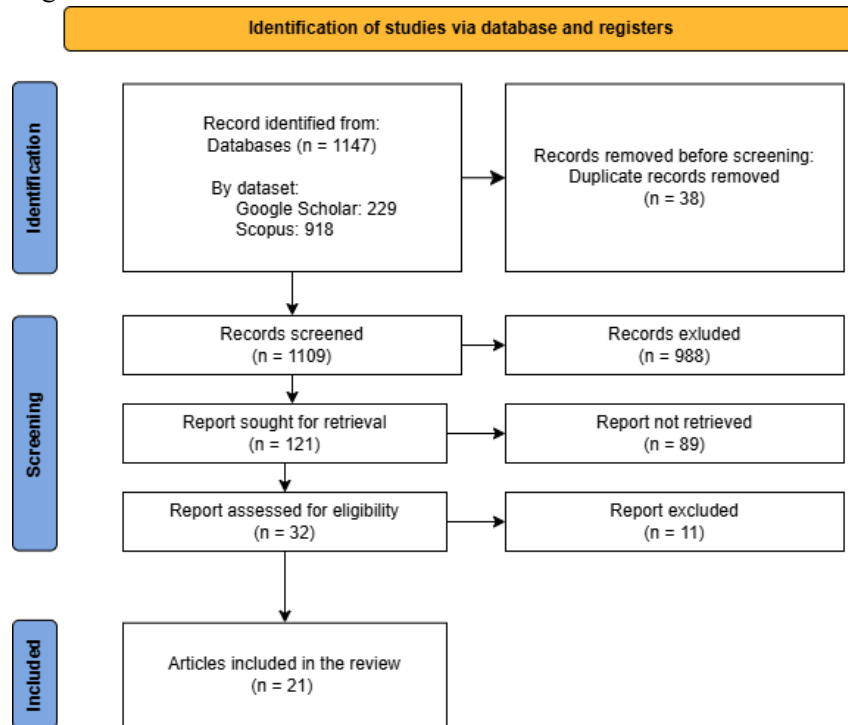 Identification of studies via database and registers
Identification
Record identified from:
Databases (n = 1147)
By dataset:
Google Scholar: 229
Scopus: 918
Records removed before screening:
Duplicate records removed
(n = 38)
Screening
Records screened
(n = 1109)
Records exluded
(n = 988)
Report sought for retrieval
(n = 121)
Report not retrieved
(n = 89)
Report assessed for eligibility
(n = 32)
Report excluded
(n = 11)
Included
Articles included in the review
(n = 21)